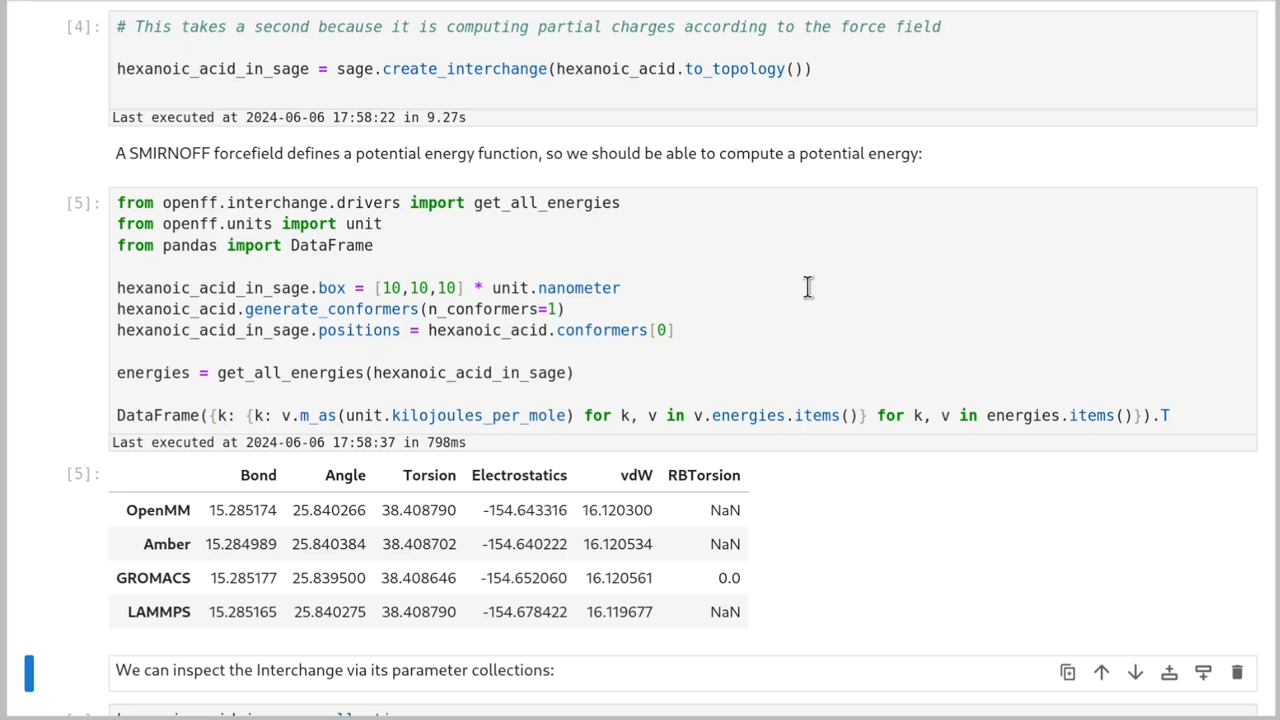 [4]:
# This takes a second because it is computing partial charges according to the force field
hexanoic_acid_in_sage = sage.create_interchange(hexanoic_acid.to_topology())
Last executed at 2024-06-06 17:58:22 in 9.27s
A SMIRNOFF forcefield defines a potential energy function, so we should be able to compute a potential energy:
[5]:
from openff.interchange.drivers import get_all_energies
from openff.units import unit
from pandas import DataFrame
hexanoic_acid_in_sage.box = [10,10,10] * unit.nanometer
hexanoic_acid.generate_conformers(n_conformers=1)
hexanoic_acid_in_sage.positions = hexanoic_acid.conformers[0]
energies = get_all_energies(hexanoic_acid_in_sage)
DataFrame({k: {k: v.m_as(unit.kilojoules_per_mole) for k, v in v.energies.items()} for k, v in energies.items()}).T
Last executed at 2024-06-06 17:58:37 in 798ms
[5]:
Bond Angle Torsion Electrostatics vdW RBTorsion
OpenMM 15.285174 25.840266 38.408790 -154.643316 16.120300 NaN
Amber 15.284989 25.840384 38.408702 -154.640222 16.120534 NaN
GROMACS 15.285177 25.839500 38.408646 -154.652060 16.120561 0.0
LAMMPS 15.285165 25.840275 38.408790 -154.678422 16.119677 NaN
We can inspect the Interchange via its parameter collections: